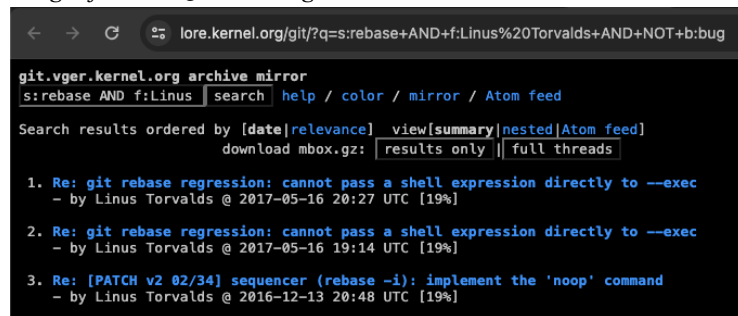 lore.kernel.org/git/?q=s:rebase+AND+f:Linus%20Torvalds+AND+NOT+b:bug
git.vger.kernel.org archive mirror
s:rebase AND f:Linus search help / color / mirror / Atom feed
Search results ordered by [date|relevance] view[summary|nested|Atom feed]
download mbox.gz: results only | full threads
1. Re: git rebase regression: cannot pass a shell expression directly to --exec
– by Linus Torvalds @ 2017-05-16 20:27 UTC [19%]
2. Re: git rebase regression: cannot pass a shell expression directly to --exec
– by Linus Torvalds @ 2017-05-16 19:14 UTC [19%]
3. Re: [PATCH v2 02/34] sequencer (rebase -i): implement the 'noop' command
– by Linus Torvalds @ 2016-12-13 20:48 UTC [19%]